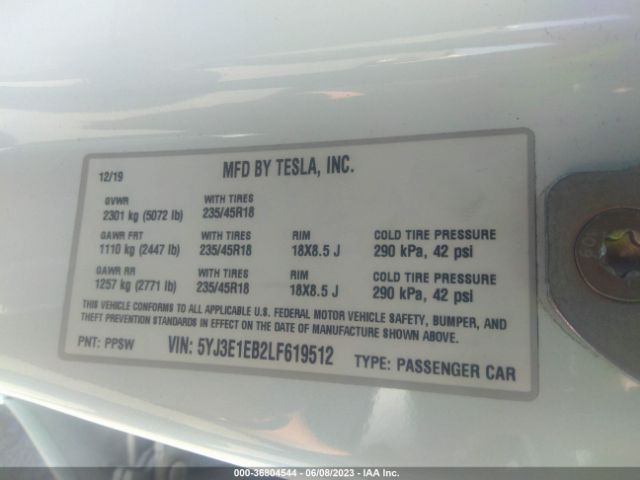 12/19 MFD BY TESLA, INC.
GVWR WITH TIRES
2301 kg (5072 lb) 235/45R18
GAWR FRT WITH TIRES RIM COLD TIRE PRESSURE
1110 kg (2447 lb) 235/45R18 18X8.5 J 290 kPa, 42 psi
GAWR RR WITH TIRES RIM COLD TIRE PRESSURE
1257 kg (2771 lb) 235/45R18 18X8.5 J 290 kPa, 42 psi
THIS VEHICLE CONFORMS TO ALL APPLICABLE U.S. FEDERAL MOTOR VEHICLE SAFETY, BUMPER, AND
THEFT PREVENTION STANDARDS IN EFFECT ON THE DATE OF MANUFACTURE SHOWN ABOVE.
PNT: PPSW VIN: 5YJ3E1EB2LF619512 TYPE: PASSENGER CAR
000-36804544 - 06/08/2023 - IAA Inc.